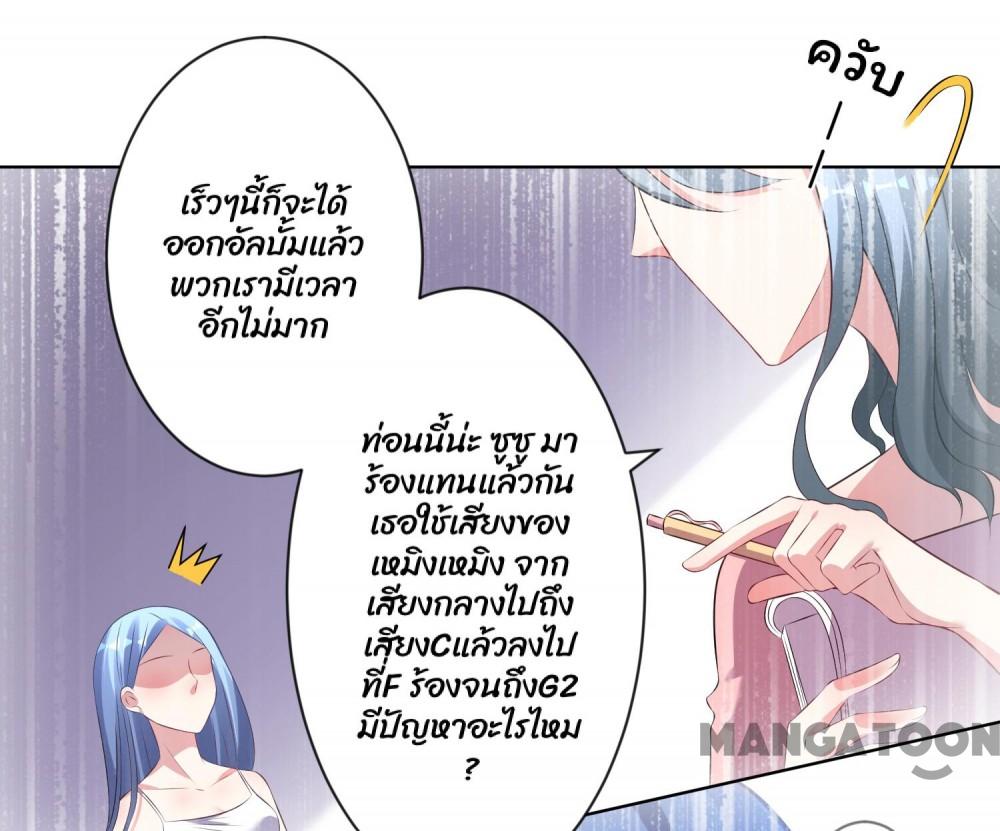 ควับ
เร็วๆนี้ก็จะได้
ออกอัลบั้มแล้ว
พวกเรามีเวลา
อีกไม่มาก
ท่อนนี้น่ะ ซูซู มา
ร้องแทนแล้วกัน
เธอใช้เสียงของ
เหมิงเหมิง จาก
เสียงกลางไปถึง
เสียงCแล้วลงไป
ที่F ร้องจนถึงG2
มีปัญหาอะไรไหม
?
MANGATOON